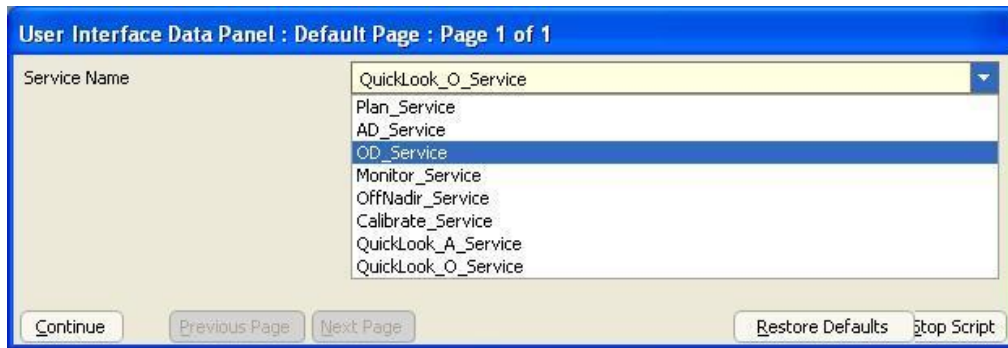 User Interface Data Panel : Default Page : Page 1 of 1
Service Name QuickLook_O_Service
Plan_Service
AD_Service
OD_Service
Monitor_Service
OffNadir_Service
Calibrate_Service
QuickLook_A_Service
QuickLook_O_Service
Continue Previous Page Next Page Restore Defaults Stop Script